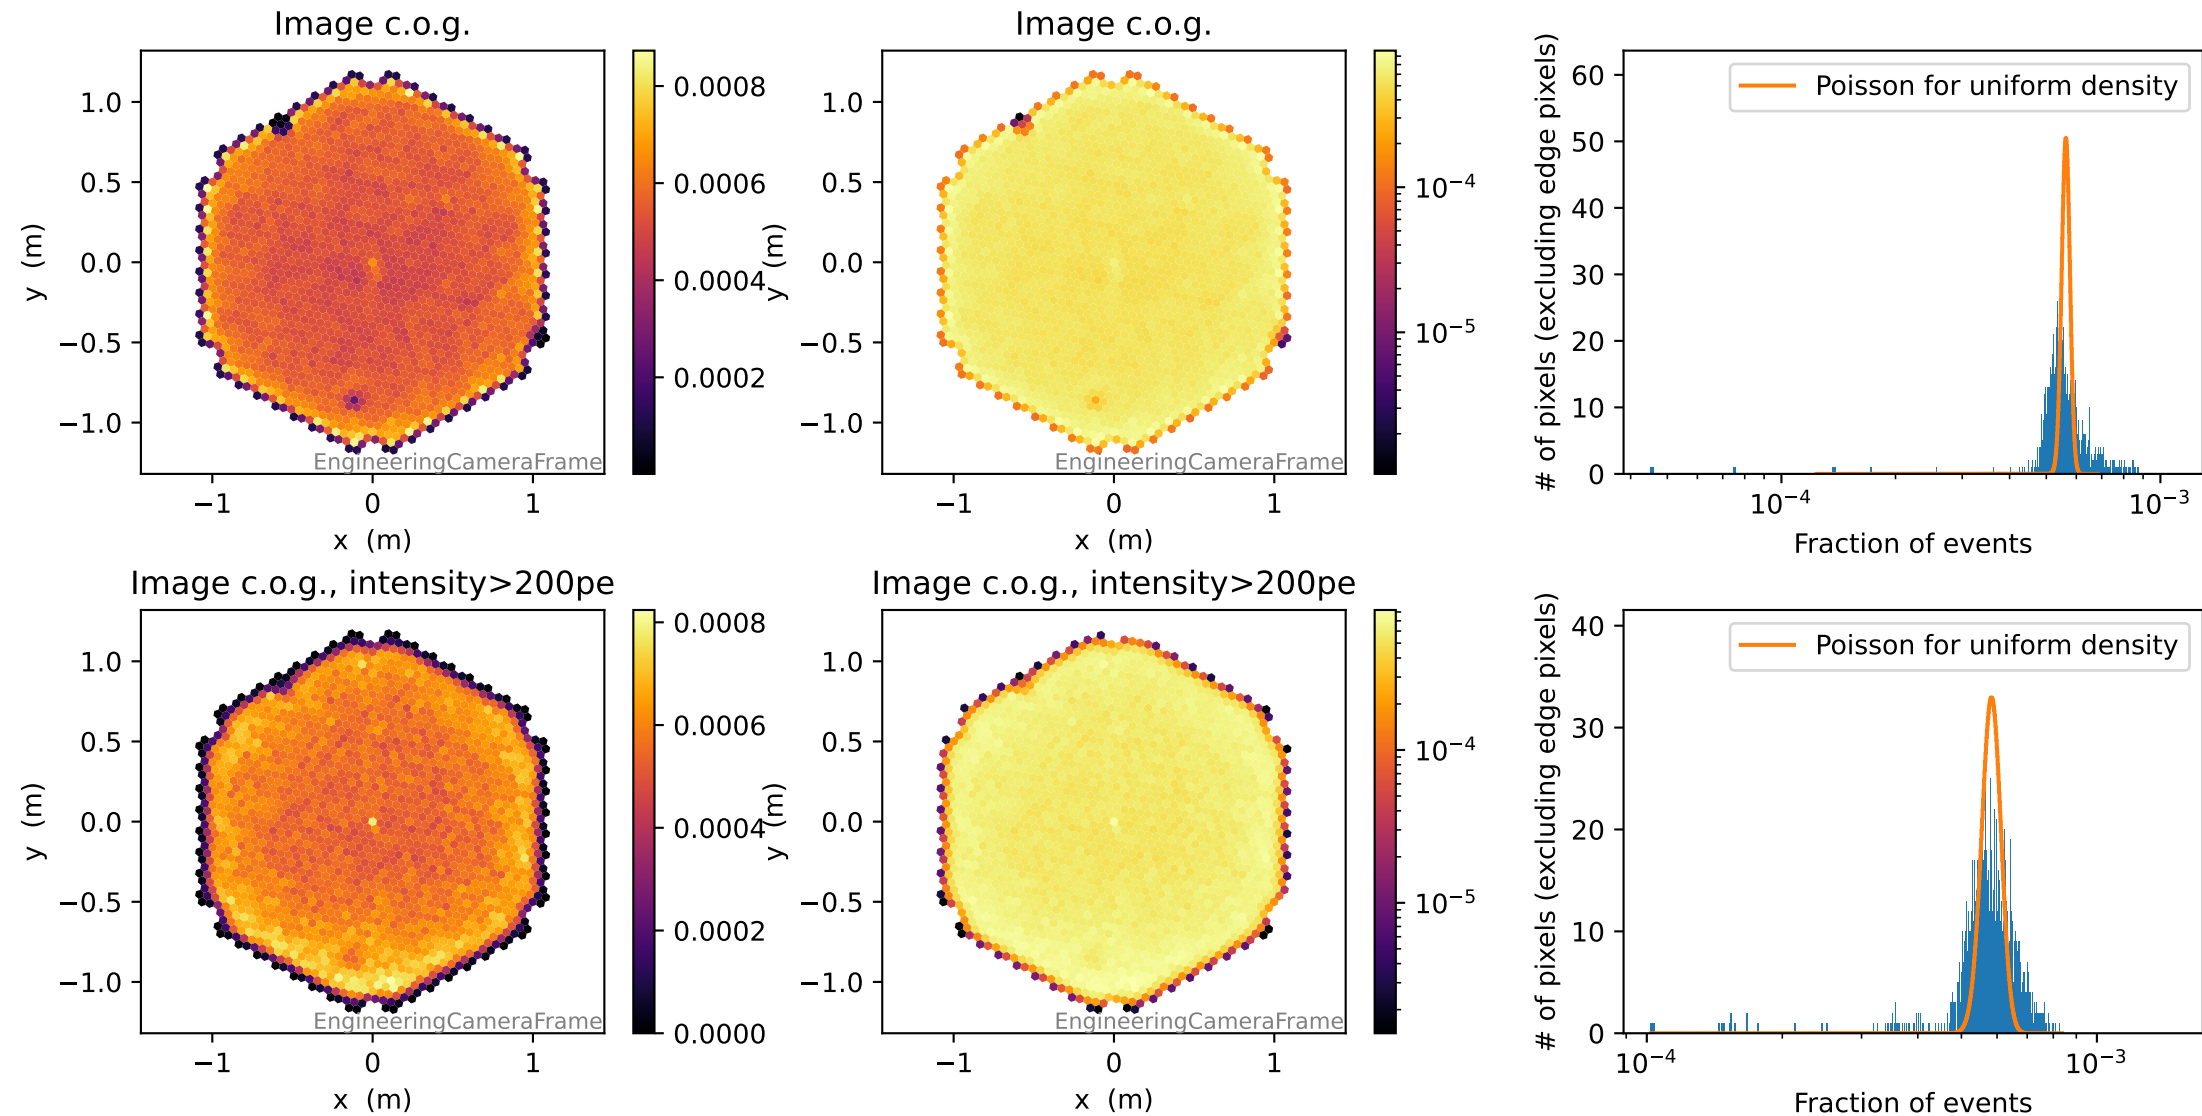 Image c.o.g.
1.0
0.5
0.0
−0.5
−1.0
y (m)
−1
0
1
x (m)
EngineeringCameraFrame
0.0008
0.0006
0.0004
0.0002
Image c.o.g.
1.0
0.5
0.0
−0.5
−1.0
y (m)
−1
0
1
x (m)
EngineeringCameraFrame
10−4
10−5
# of pixels (excluding edge pixels)
60
50
40
30
20
10
0
Poisson for uniform density
10−4
10−3
Fraction of events
Image c.o.g., intensity>200pe
1.0
0.5
0.0
−0.5
−1.0
y (m)
−1
0
1
x (m)
EngineeringCameraFrame
0.0008
0.0006
0.0004
0.0002
0.0000
Image c.o.g., intensity>200pe
1.0
0.5
0.0
−0.5
−1.0
y (m)
−1
0
1
x (m)
EngineeringCameraFrame
10−4
10−5
# of pixels (excluding edge pixels)
40
30
20
10
0
Poisson for uniform density
10−4
10−3
Fraction of events